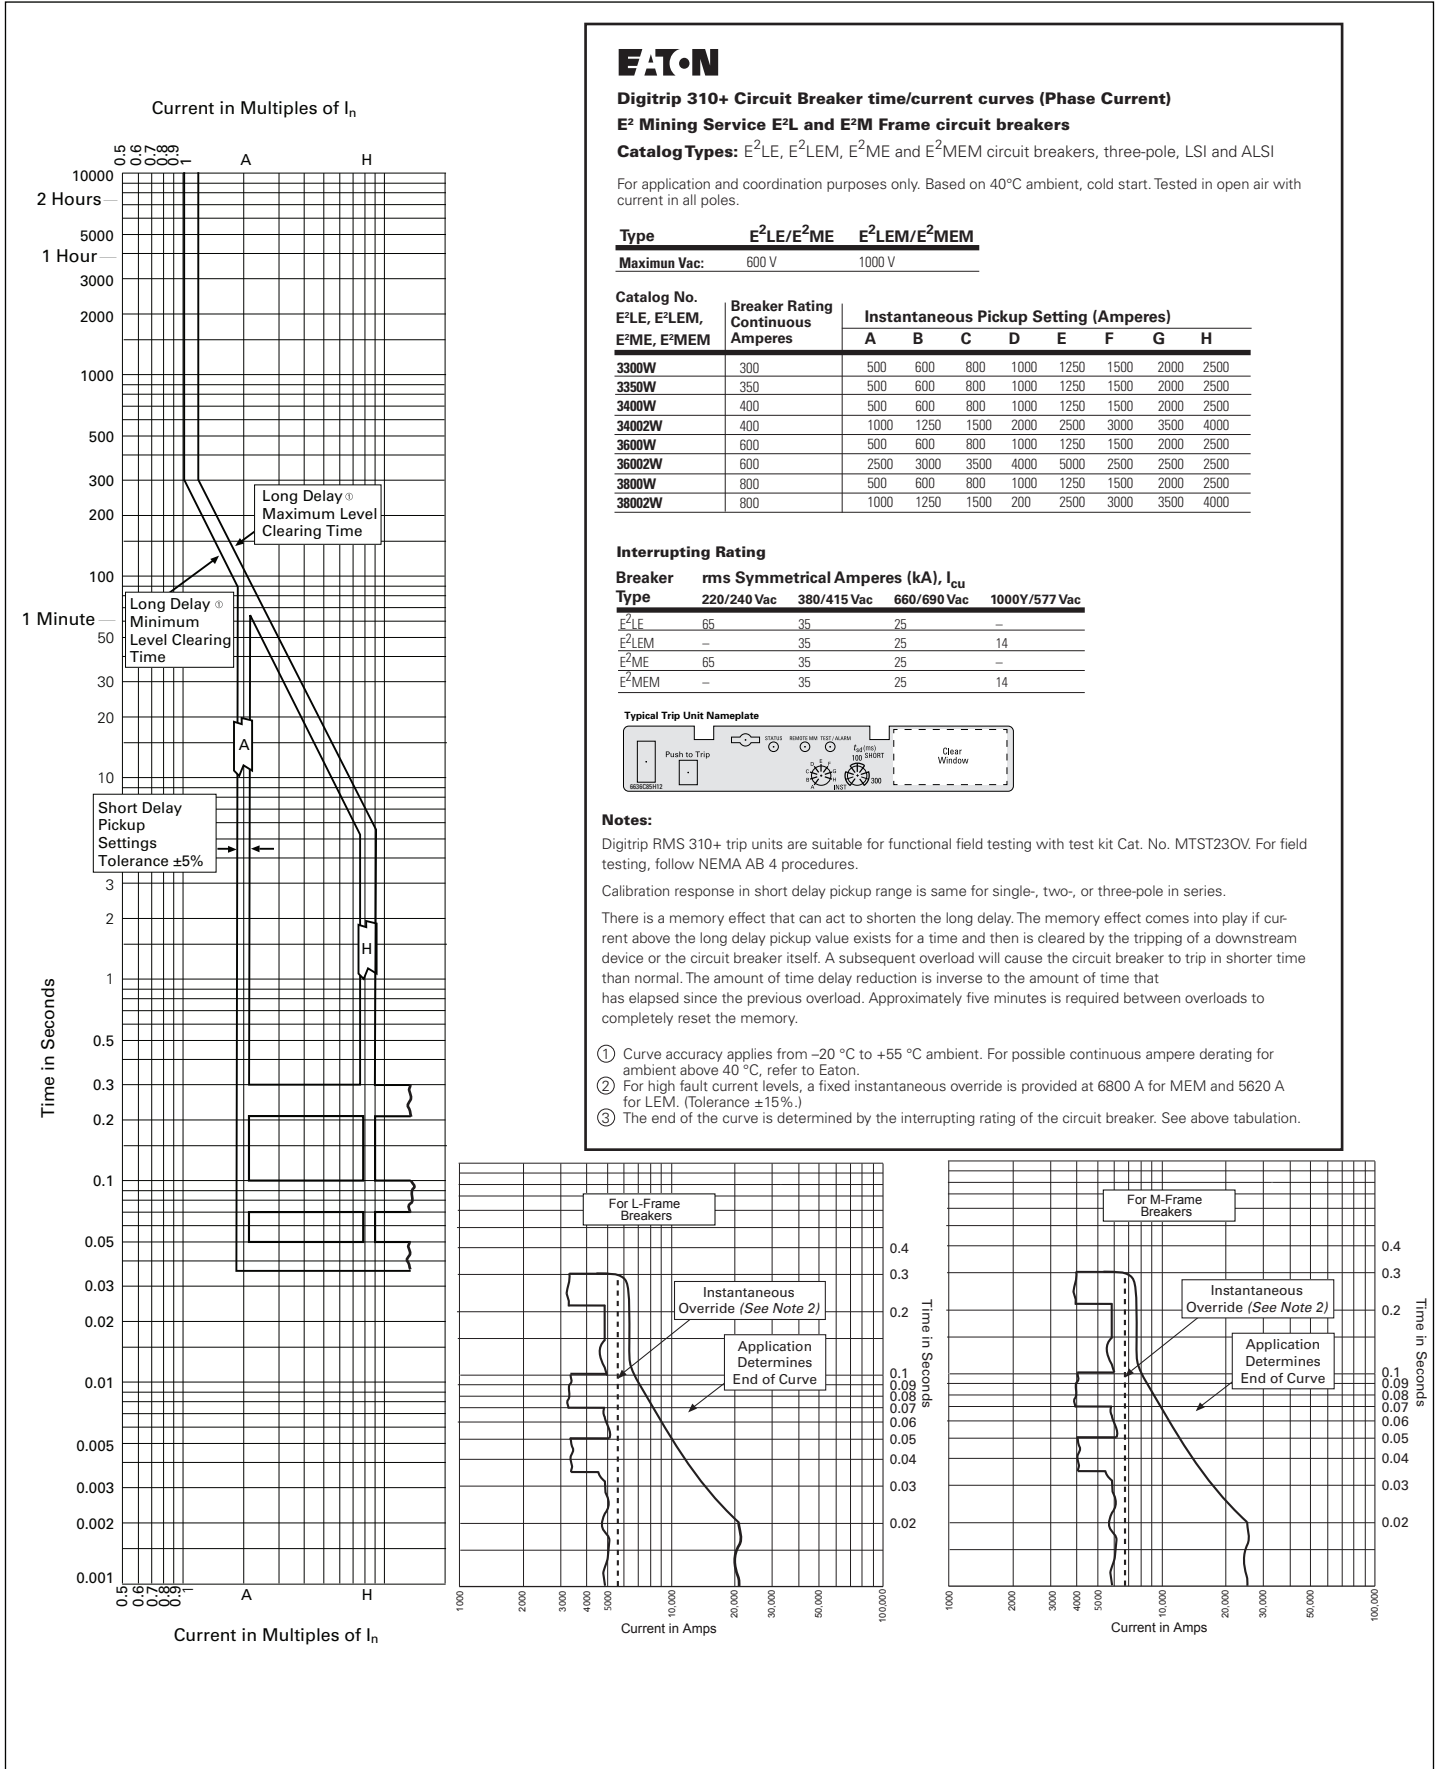 EATON
Digitrip 310+ Circuit Breaker time/current curves (Phase Current)
E² Mining Service E²L and E²M Frame circuit breakers
Catalog Types: E²LE, E²LEM, E²ME and E²MEM circuit breakers, three-pole, LSI and ALSI
For application and coordination purposes only. Based on 40°C ambient, cold start. Tested in open air with
current in all poles.
Type E²LE/E²ME E²LEM/E²MEM
Maximun Vac: 600 V 1000 V
Catalog No.
E²LE, E²LEM,
E²ME, E²MEM
Breaker Rating
Continuous
Amperes
Instantaneous Pickup Setting (Amperes)
A B C D E F G H
3300W 300 500 600 800 1000 1250 1500 2000 2500
3350W 350 500 600 800 1000 1250 1500 2000 2500
3400W 400 500 600 800 1000 1250 1500 2000 2500
34002W 400 1000 1250 1500 2000 2500 3000 3500 4000
3600W 600 500 600 800 1000 1250 1500 2000 2500
36002W 600 2500 3000 3500 4000 5000 2500 2500 2500
3800W 800 500 600 800 1000 1250 1500 2000 2500
38002W 800 1000 1250 1500 200 2500 3000 3500 4000
Interrupting Rating
Breaker
Type
rms Symmetrical Amperes (kA), Icu
220/240 Vac 380/415 Vac 660/690 Vac 1000Y/577 Vac
E²LE 65 35 25 –
E²LEM – 35 25 14
E²ME 65 35 25 –
E²MEM – 35 25 14
Typical Trip Unit Nameplate
6636C85H12
Push to Trip
STATUS
REMOTE MM
TEST / ALARM
A B C D E F G H
INST
tsd (ms)
100 SHORT
300
Clear
Window
Notes:
Digitrip RMS 310+ trip units are suitable for functional field testing with test kit Cat. No. MTST23OV. For field
testing, follow NEMA AB 4 procedures.
Calibration response in short delay pickup range is same for single-, two-, or three-pole in series.
There is a memory effect that can act to shorten the long delay. The memory effect comes into play if cur-
rent above the long delay pickup value exists for a time and then is cleared by the tripping of a downstream
device or the circuit breaker itself. A subsequent overload will cause the circuit breaker to trip in shorter time
than normal. The amount of time delay reduction is inverse to the amount of time that
has elapsed since the previous overload. Approximately five minutes is required between overloads to
completely reset the memory.
① Curve accuracy applies from –20 °C to +55 °C ambient. For possible continuous ampere derating for
ambient above 40 °C, refer to Eaton.
② For high fault current levels, a fixed instantaneous override is provided at 6800 A for MEM and 5620 A
for LEM. (Tolerance ±15%.)
③ The end of the curve is determined by the interrupting rating of the circuit breaker. See above tabulation.
Current in Multiples of In
0.5 0.6 0.7 0.8 0.9 1 A H
10000
2 Hours
5000
1 Hour
3000
2000
1000
500
300
200
100
1 Minute
50
30
20
10
3
2
1
0.5
0.3
0.2
0.1
0.05
0.03
0.02
0.01
0.005
0.003
0.002
0.001
Time in Seconds
Long Delay ①
Maximum Level
Clearing Time
Long Delay ①
Minimum
Level Clearing
Time
A
Short Delay
Pickup
Settings
Tolerance ±5%
H
0.5 0.6 0.7 0.8 0.9 1 A H
Current in Multiples of In
For L-Frame
Breakers
Instantaneous
Override (See Note 2)
Application
Determines
End of Curve
0.4
0.3
0.2
0.1
0.09
0.08
0.07
0.06
0.05
0.04
0.03
0.02
Time in Seconds
1000 2000 3000 4000 5000 10,000 20,000 30,000 50,000 100,000
Current in Amps
For M-Frame
Breakers
Instantaneous
Override (See Note 2)
Application
Determines
End of Curve
0.4
0.3
0.2
0.1
0.09
0.08
0.07
0.06
0.05
0.04
0.03
0.02
Time in Seconds
1000 2000 3000 4000 5000 10,000 20,000 30,000 50,000 100,000
Current in Amps